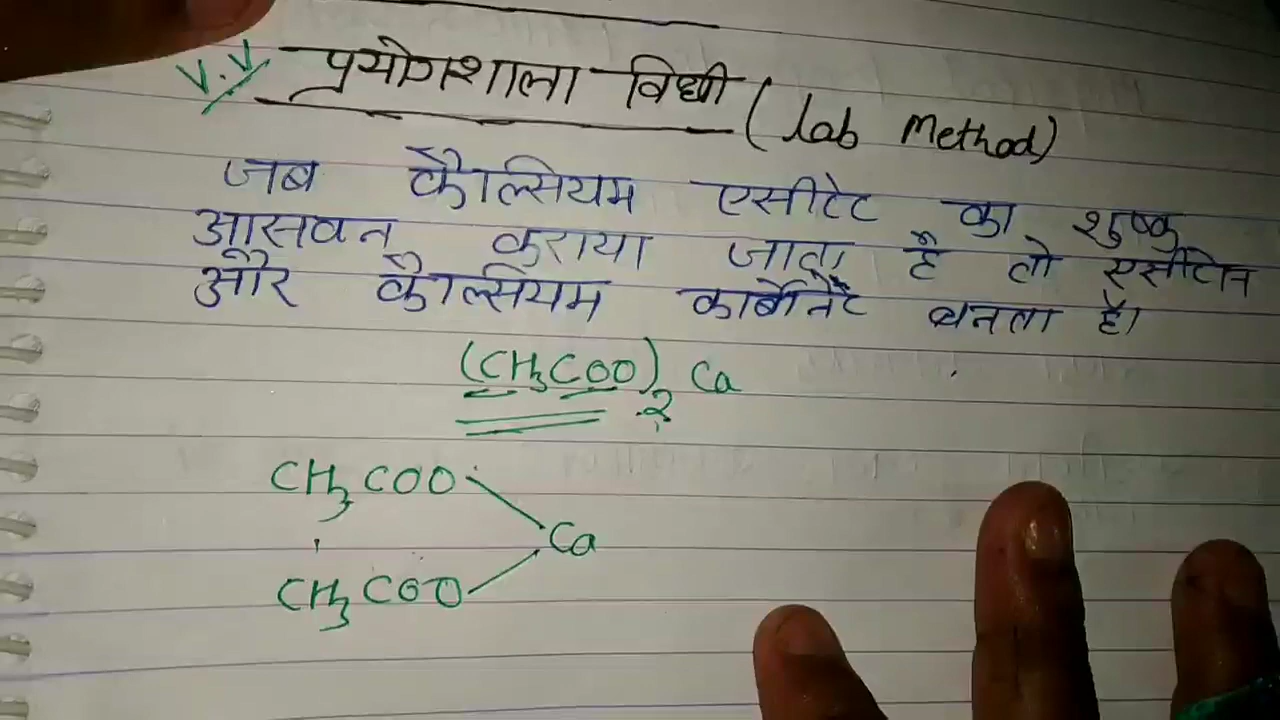 V.V प्रयोगशाला विधी (Lab Method)
जब कैल्सियम एसीटेट का शुष्क
आसवन कराया जाता है तो एसीटोन
और कैल्सियम कार्बोनेट बनता है।
(CH₃COO)₂ Ca
CH₃COO
Ca
CH₃COO